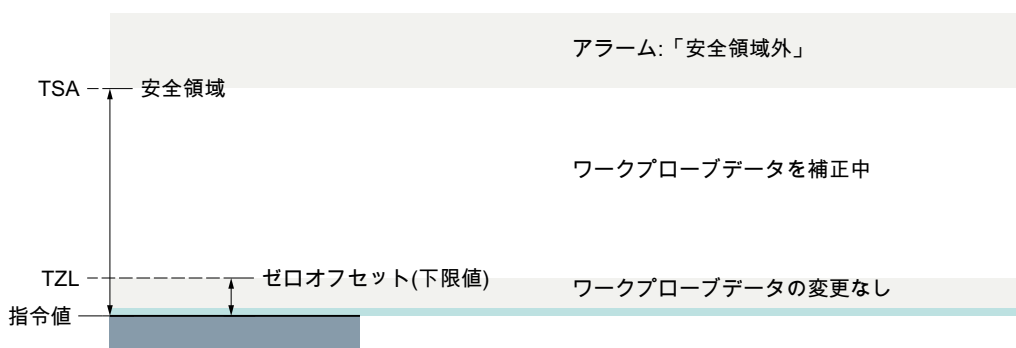 アラーム:「安全領域外」
TSA 安全領域
ワークプローブデータを補正中
TZL ゼロオフセット(下限値)
ワークプローブデータの変更なし
指令値